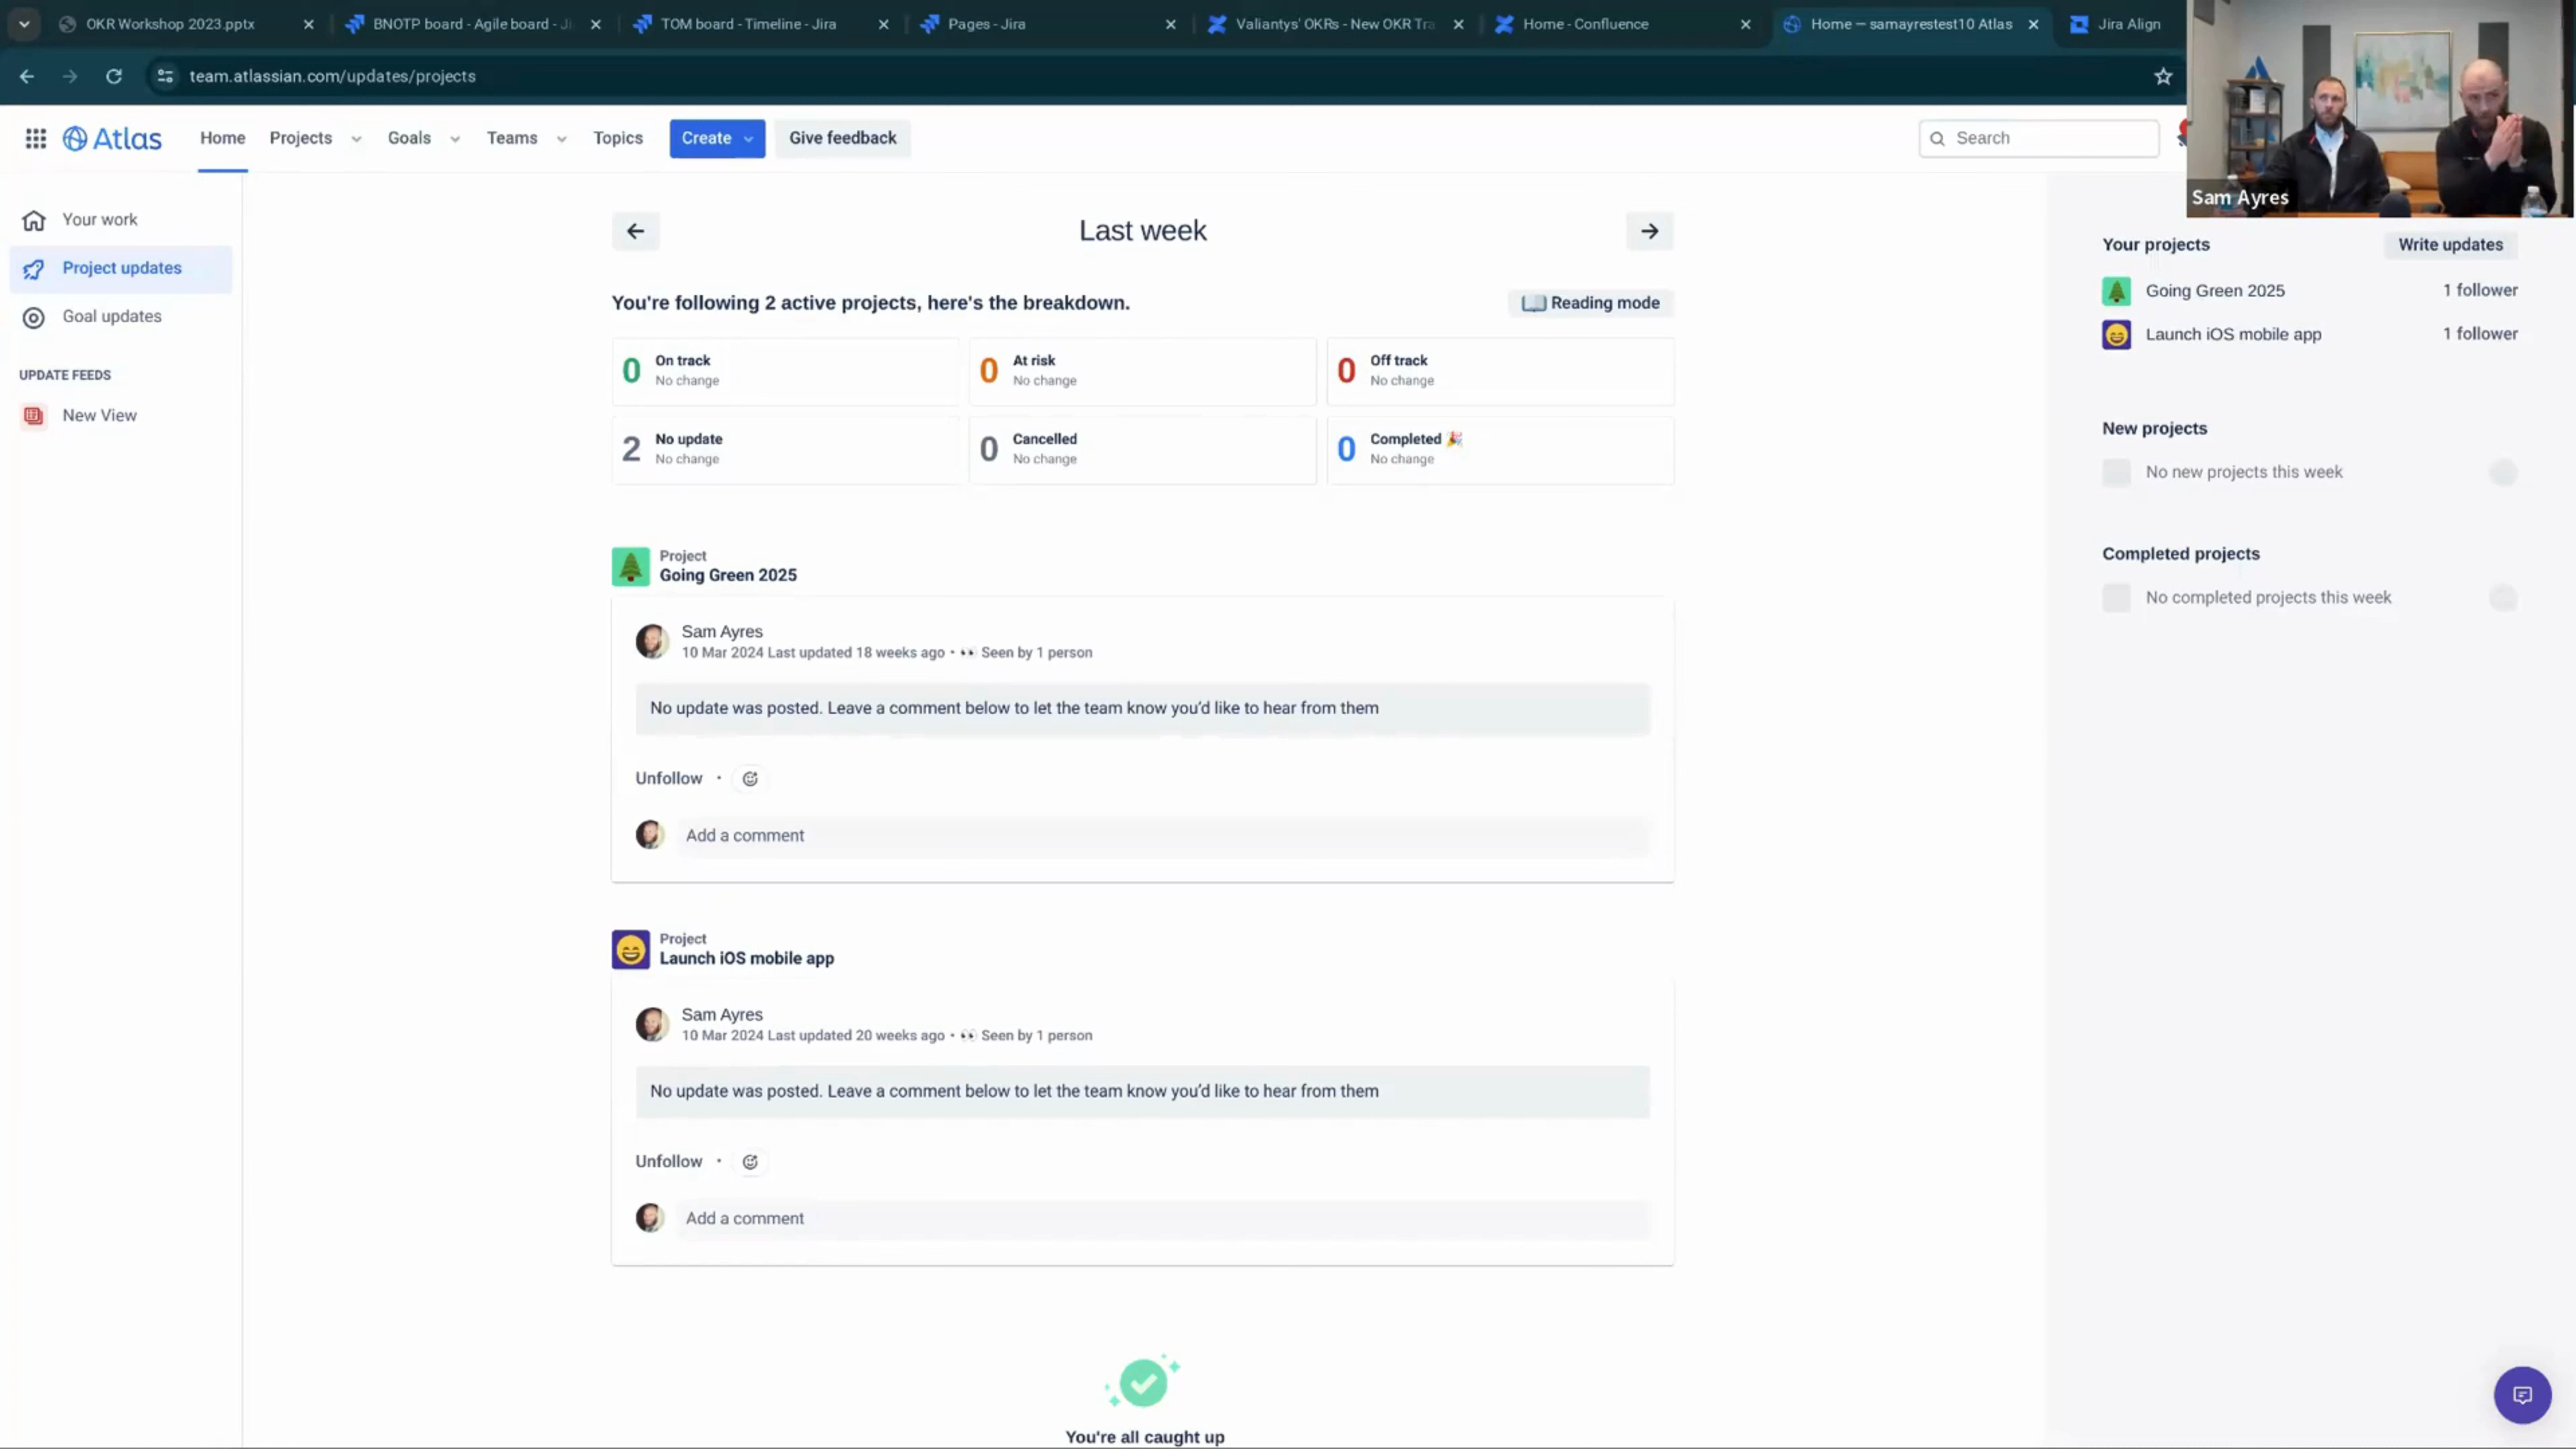 OKR Workshop 2023.pptx
BNOTP board - Agile board - Ji
TOM board - Timeline - Jira
Pages - Jira
Valiantys' OKRs - New OKR Tra
Home - Confluence
Home — samayrestest10 Atlas
Jira Align
team.atlassian.com/updates/projects
Atlas
Home
Projects
Goals
Teams
Topics
Create
Give feedback
Search
Sam Ayres
Your work
Project updates
Goal updates
UPDATE FEEDS
New View
Last week
You're following 2 active projects, here's the breakdown.
Reading mode
0 On track
No change
0 At risk
No change
0 Off track
No change
2 No update
No change
0 Cancelled
No change
0 Completed 🎉
No change
Project
Going Green 2025
Sam Ayres
10 Mar 2024 Last updated 18 weeks ago • 👀 Seen by 1 person
No update was posted. Leave a comment below to let the team know you'd like to hear from them
Unfollow •
Add a comment
Project
Launch iOS mobile app
Sam Ayres
10 Mar 2024 Last updated 20 weeks ago • 👀 Seen by 1 person
No update was posted. Leave a comment below to let the team know you'd like to hear from them
Unfollow •
Add a comment
You're all caught up
Your projects
Write updates
Going Green 2025 1 follower
Launch iOS mobile app 1 follower
New projects
No new projects this week
Completed projects
No completed projects this week